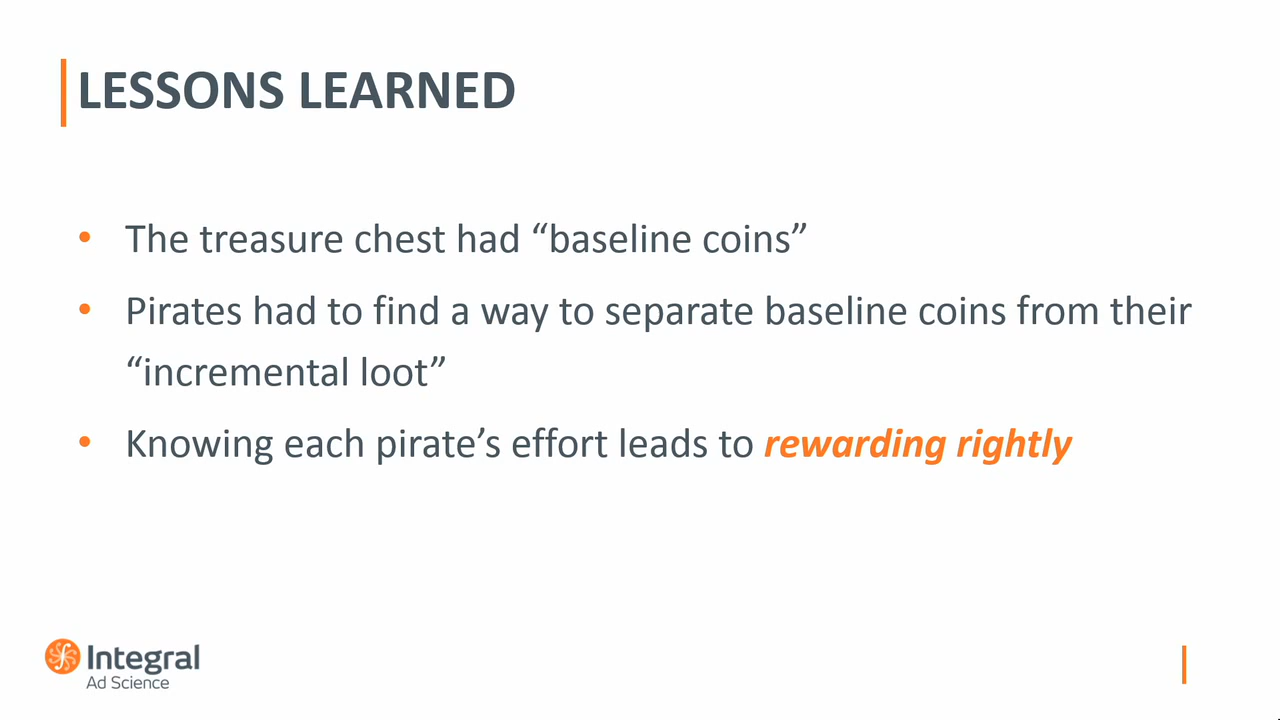 LESSONS LEARNED
• The treasure chest had “baseline coins”
• Pirates had to find a way to separate baseline coins from their
“incremental loot”
• Knowing each pirate’s effort leads to rewarding rightly
Integral
Ad Science